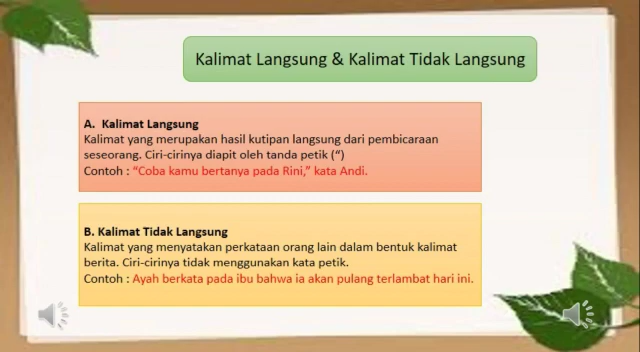 Kalimat Langsung & Kalimat Tidak Langsung
A. Kalimat Langsung
Kalimat yang merupakan hasil kutipan langsung dari pembicaraan
seseorang. Ciri-cirinya diapit oleh tanda petik (“)
Contoh : “Coba kamu bertanya pada Rini,” kata Andi.
B. Kalimat Tidak Langsung
Kalimat yang menyatakan perkataan orang lain dalam bentuk kalimat
berita. Ciri-cirinya tidak menggunakan kata petik.
Contoh : Ayah berkata pada ibu bahwa ia akan pulang terlambat hari ini.